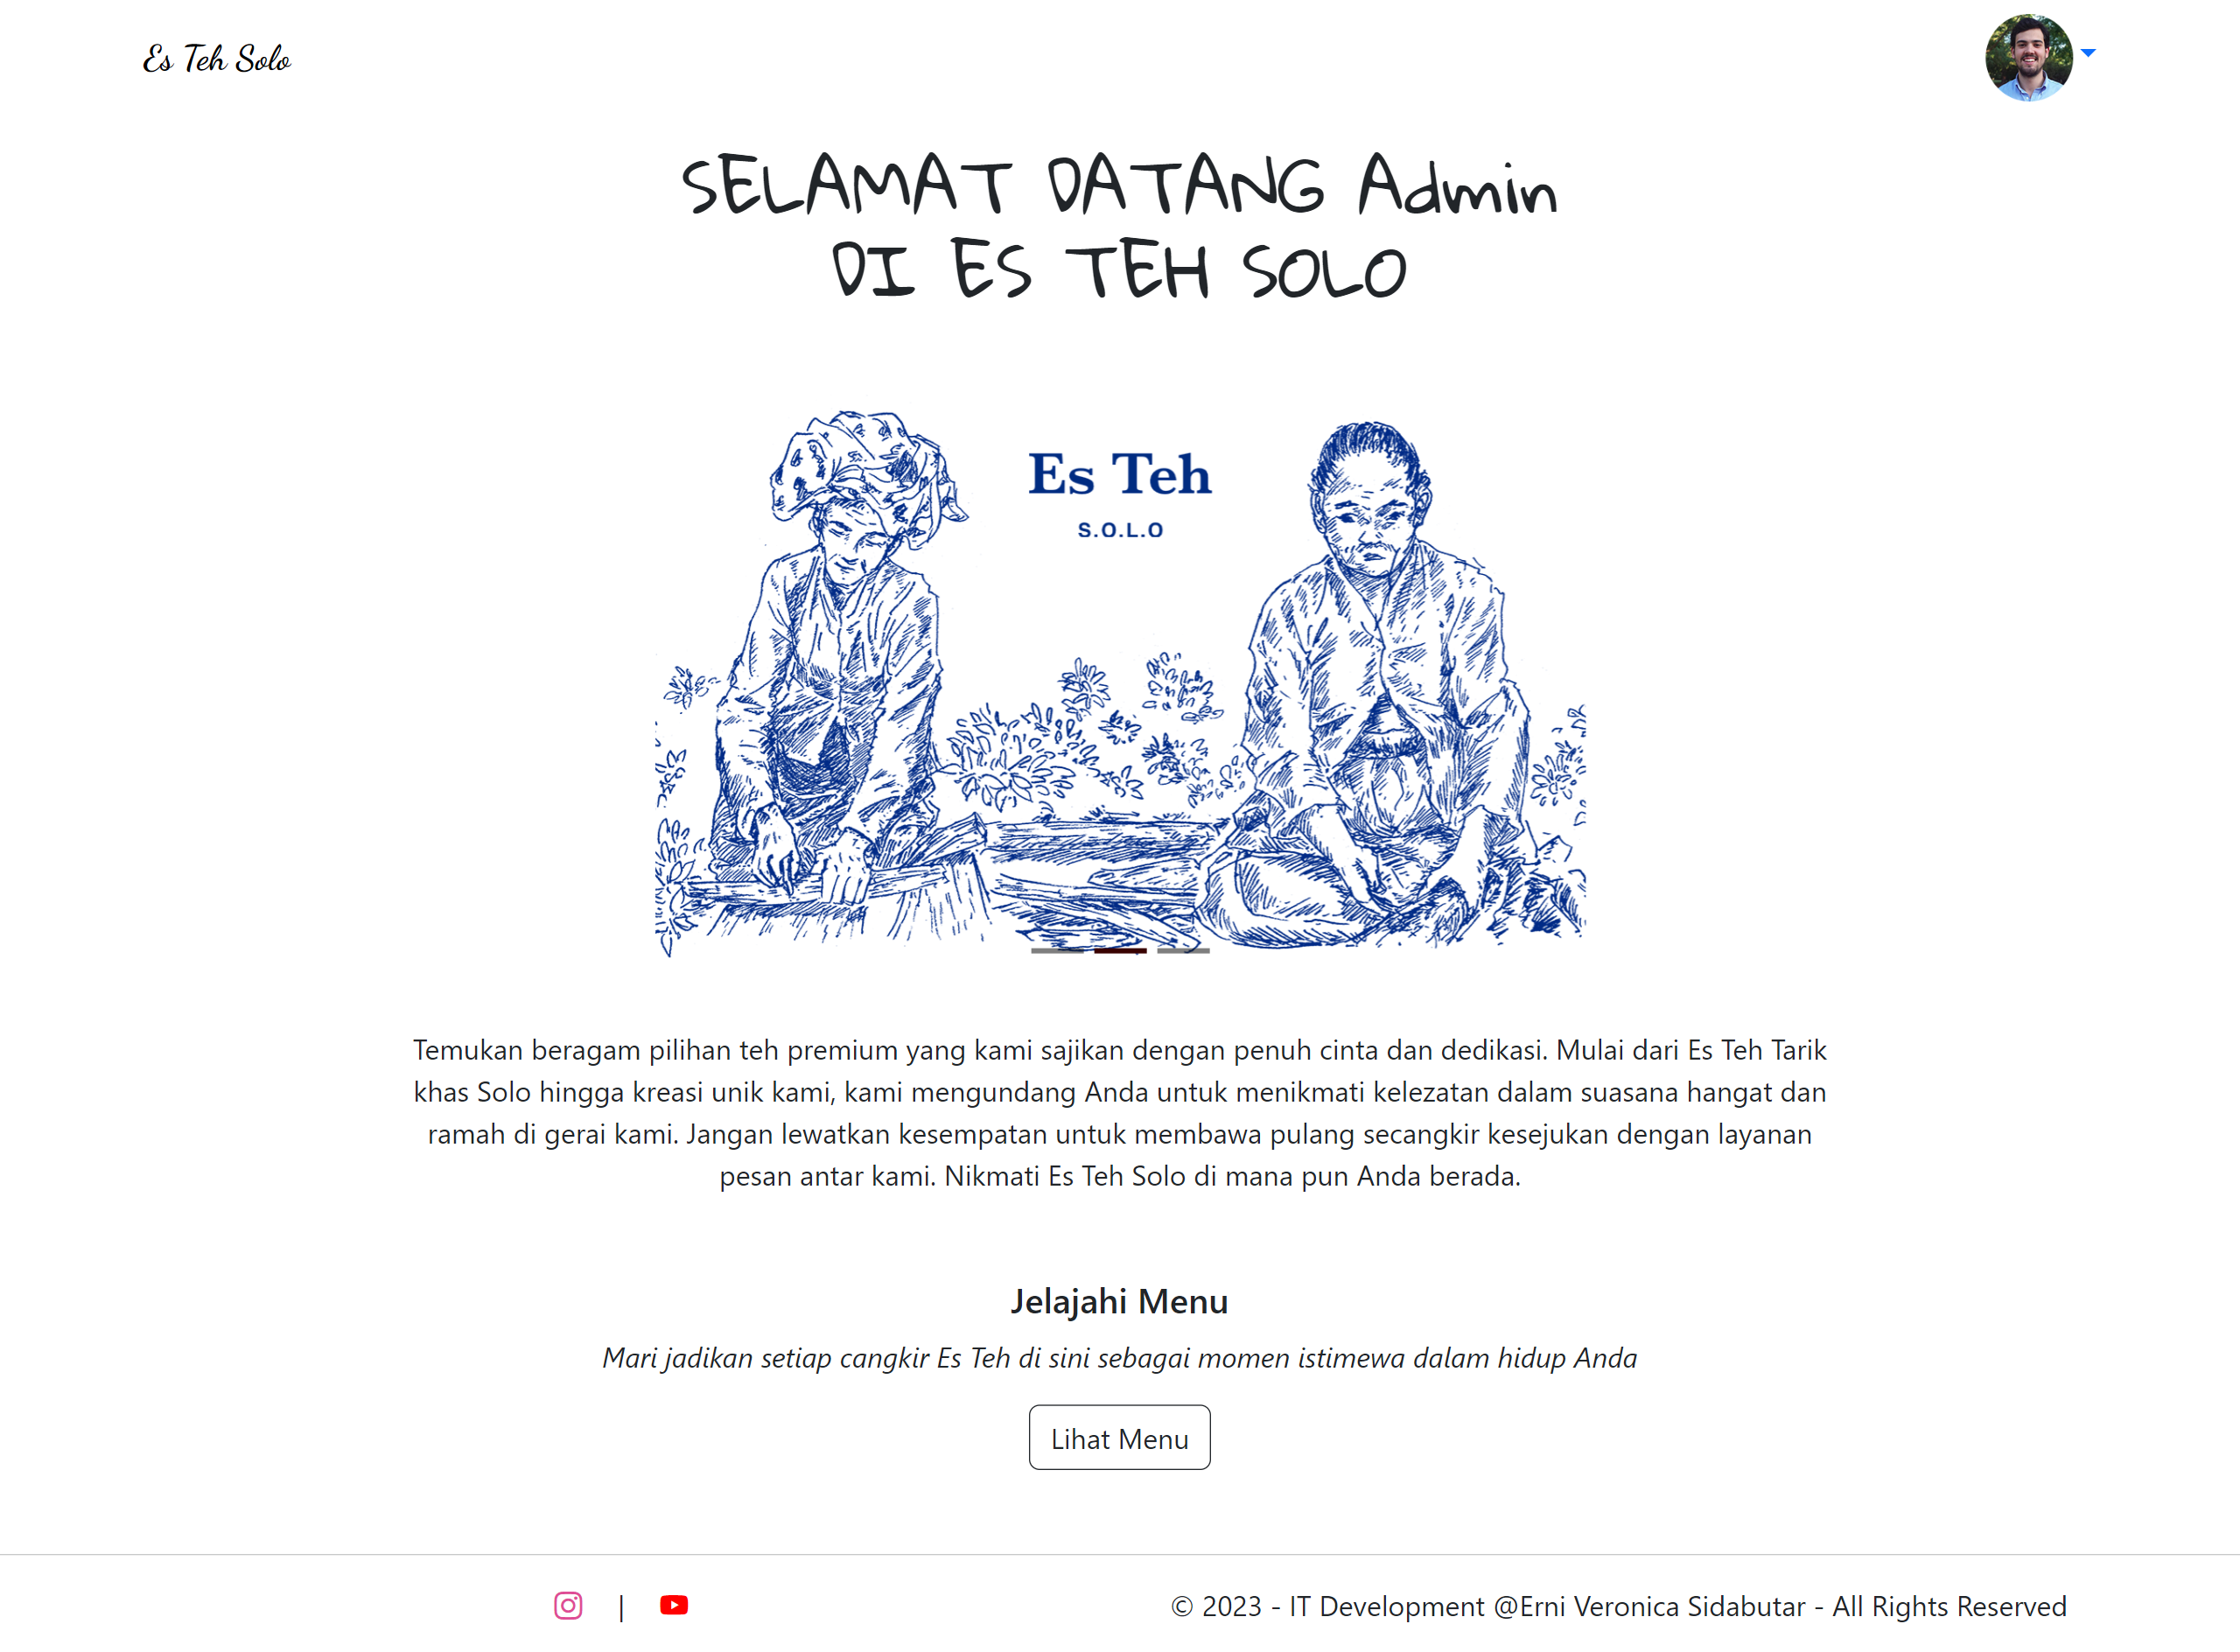 Es Teh Solo
SELAMAT DATANG Admin
DI ES TEH SOLO
Es Teh
S.O.L.O
Temukan beragam pilihan teh premium yang kami sajikan dengan penuh cinta dan dedikasi. Mulai dari Es Teh Tarik
khas Solo hingga kreasi unik kami, kami mengundang Anda untuk menikmati kelezatan dalam suasana hangat dan
ramah di gerai kami. Jangan lewatkan kesempatan untuk membawa pulang secangkir kesejukan dengan layanan
pesan antar kami. Nikmati Es Teh Solo di mana pun Anda berada.
Jelajahi Menu
Mari jadikan setiap cangkir Es Teh di sini sebagai momen istimewa dalam hidup Anda
Lihat Menu
| © 2023 - IT Development @Erni Veronica Sidabutar - All Rights Reserved